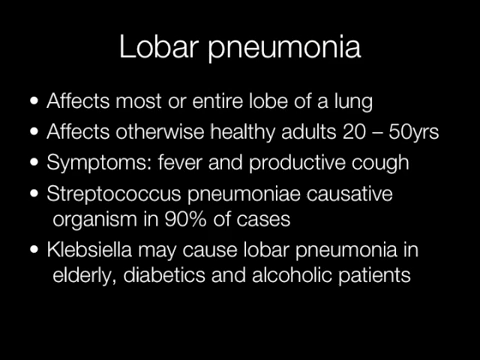 Lobar pneumonia
• Affects most or entire lobe of a lung
• Affects otherwise healthy adults 20 – 50yrs
• Symptoms: fever and productive cough
• Streptococcus pneumoniae causative
organism in 90% of cases
• Klebsiella may cause lobar pneumonia in
elderly, diabetics and alcoholic patients